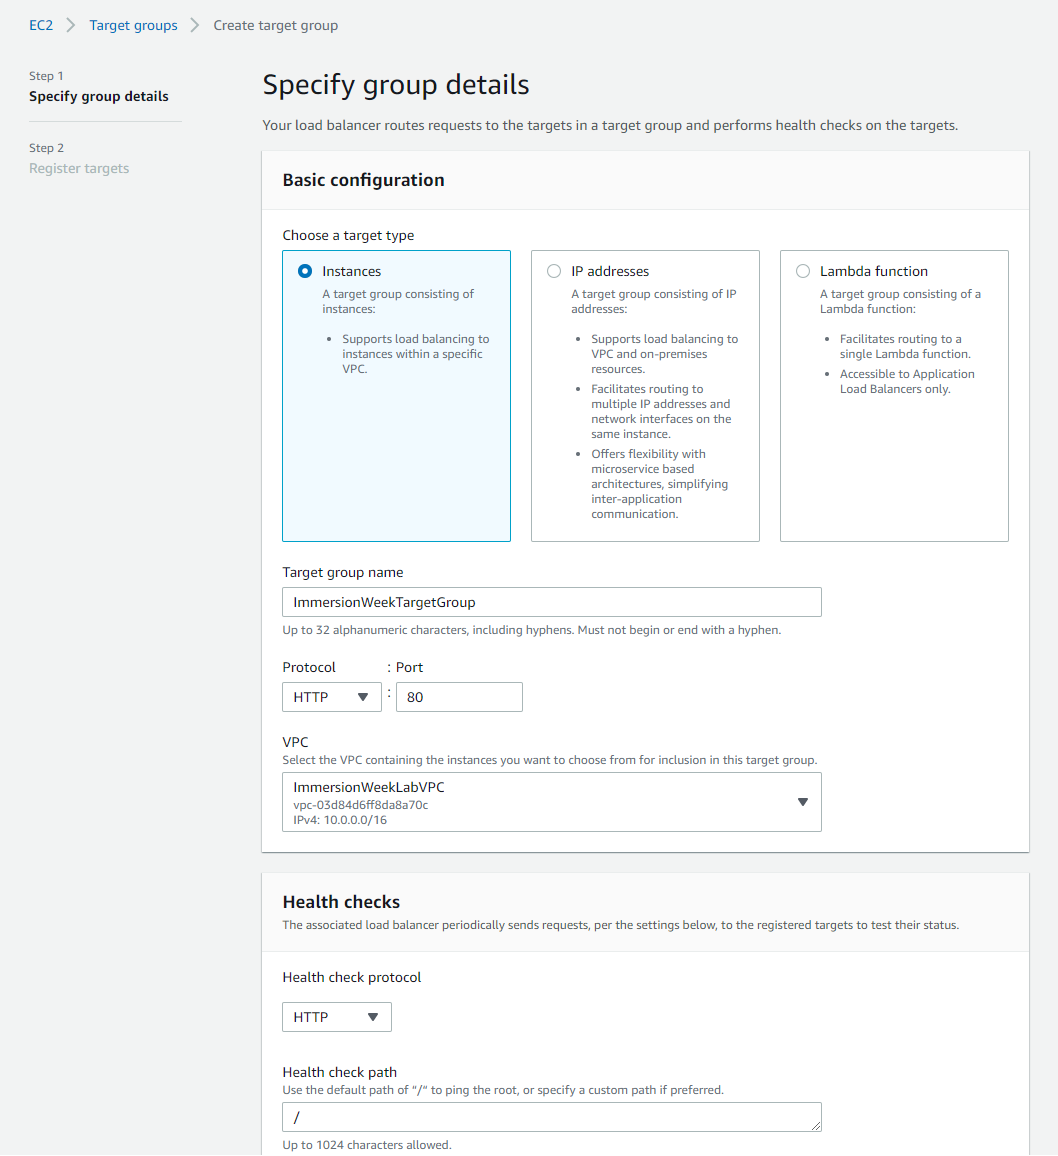 EC2 > Target groups > Create target group
Step 1
Specify group details
Step 2
Register targets
Specify group details
Your load balancer routes requests to the targets in a target group and performs health checks on the targets.
Basic configuration
Choose a target type
Instances
A target group consisting of
instances:
• Supports load balancing to
instances within a specific
VPC.
IP addresses
A target group consisting of IP
addresses:
• Supports load balancing to
VPC and on-premises
resources.
• Facilitates routing to
multiple IP addresses and
network interfaces on the
same instance.
• Offers flexibility with
microservice based
architectures, simplifying
inter-application
communication.
Lambda function
A target group consisting of a
Lambda function:
• Facilitates routing to a
single Lambda function.
• Accessible to Application
Load Balancers only.
Target group name
ImmersionWeekTargetGroup
Up to 32 alphanumeric characters, including hyphens. Must not begin or end with a hyphen.
Protocol : Port
HTTP : 80
VPC
Select the VPC containing the instances you want to choose from for inclusion in this target group.
ImmersionWeekLabVPC
vpc-03d84d6ff8da8a70c
IPv4: 10.0.0.0/16
Health checks
The associated load balancer periodically sends requests, per the settings below, to the registered targets to test their status.
Health check protocol
HTTP
Health check path
Use the default path of "/" to ping the root, or specify a custom path if preferred.
/
Up to 1024 characters allowed.